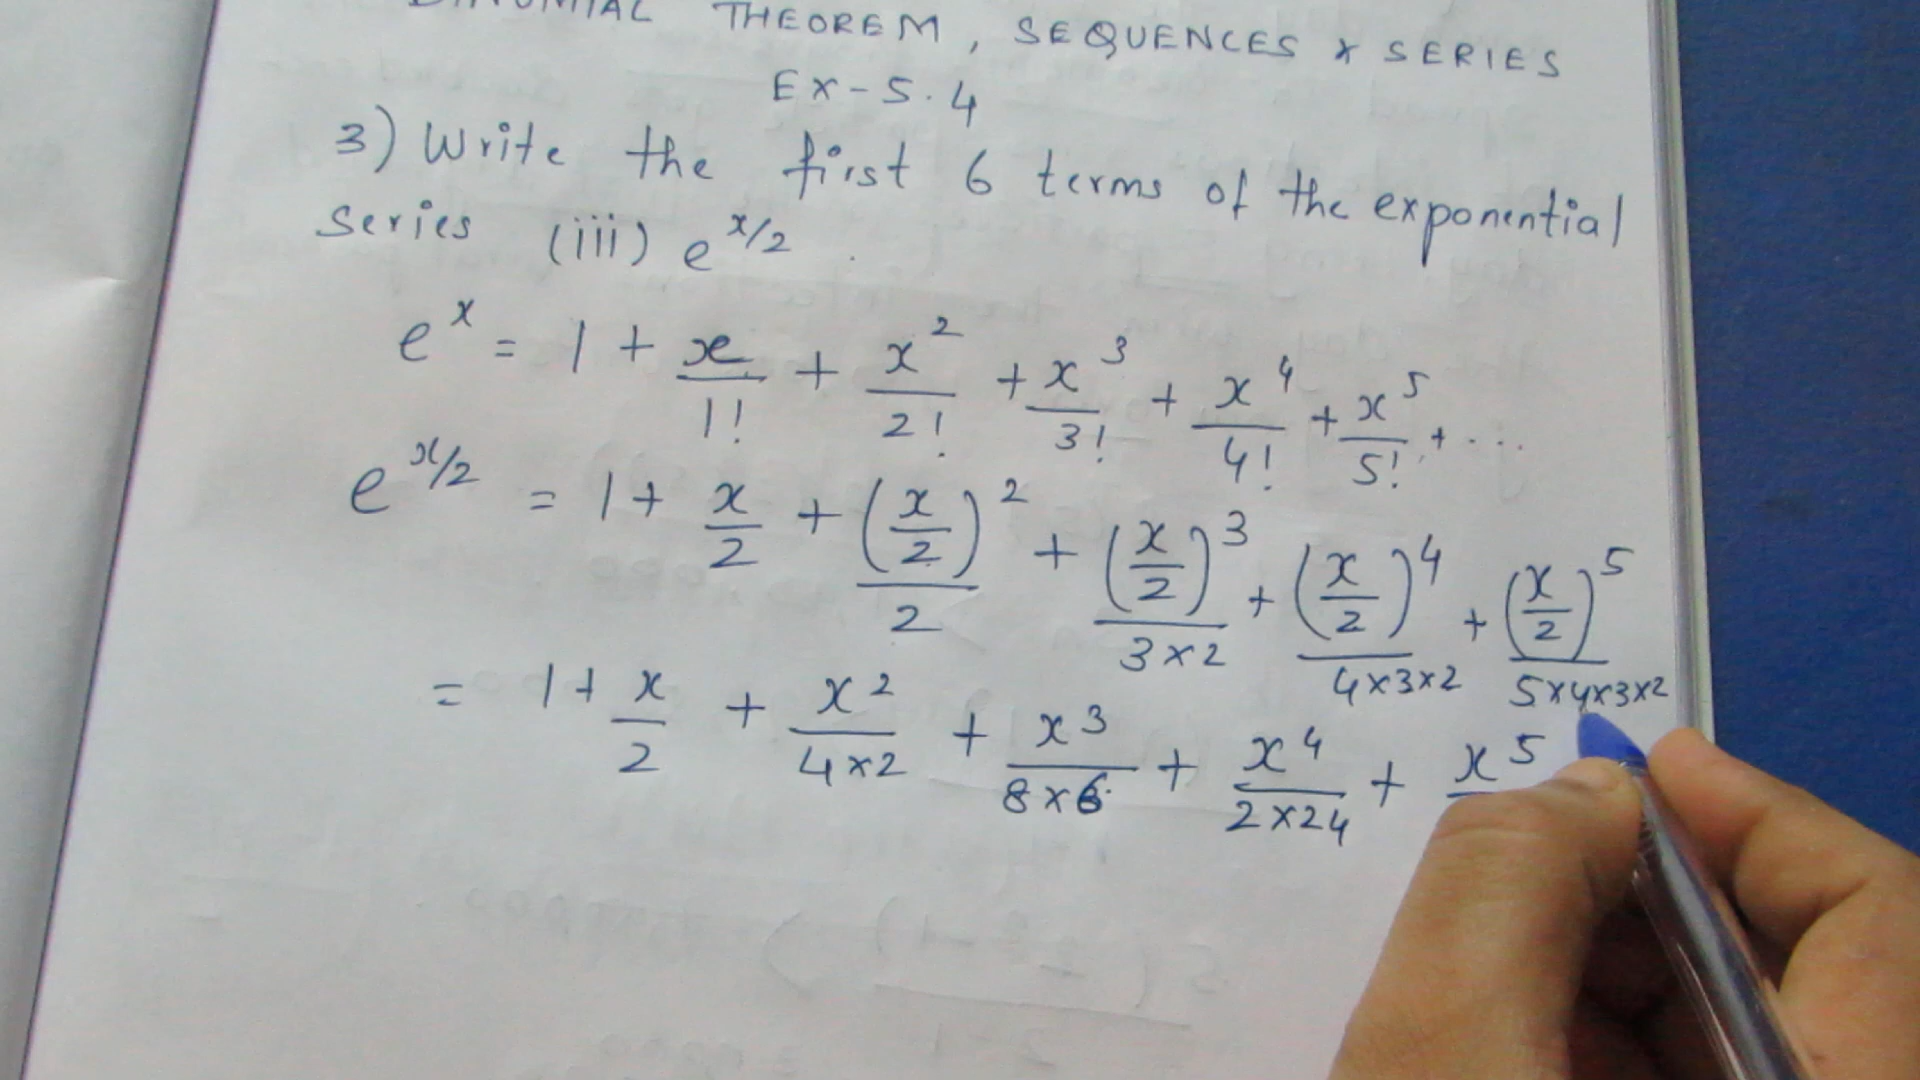 BINOMIAL THEOREM, SEQUENCES & SERIES
EX-5.4
3) Write the first 6 terms of the exponential
series (iii) e^x/2.
e^x = 1 + x/1! + x^2/2! + x^3/3! + x^4/4! + x^5/5! + ...
e^x/2 = 1 + x/2 + (x/2)^2/2 + (x/2)^3/3×2 + (x/2)^4/4×3×2 + (x/2)^5/5×4×3×2
= 1 + x/2 + x^2/4×2 + x^3/8×6 + x^4/2×24 + x^5